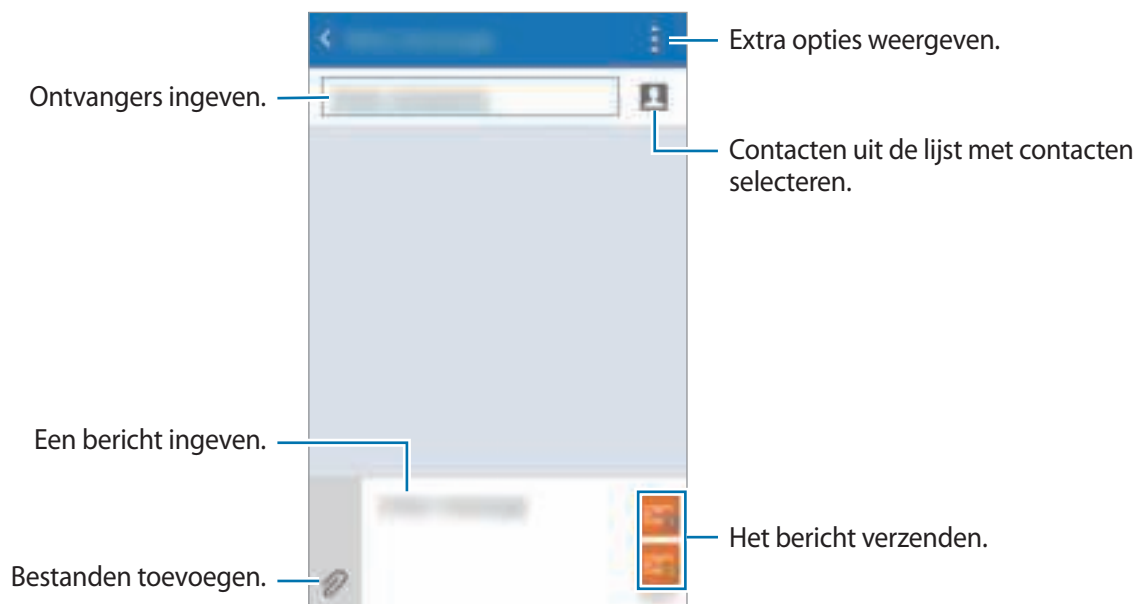 Extra opties weergeven.
Ontvangers ingeven.
Contacten uit de lijst met contacten
selecteren.
Een bericht ingeven.
Het bericht verzenden.
Bestanden toevoegen.